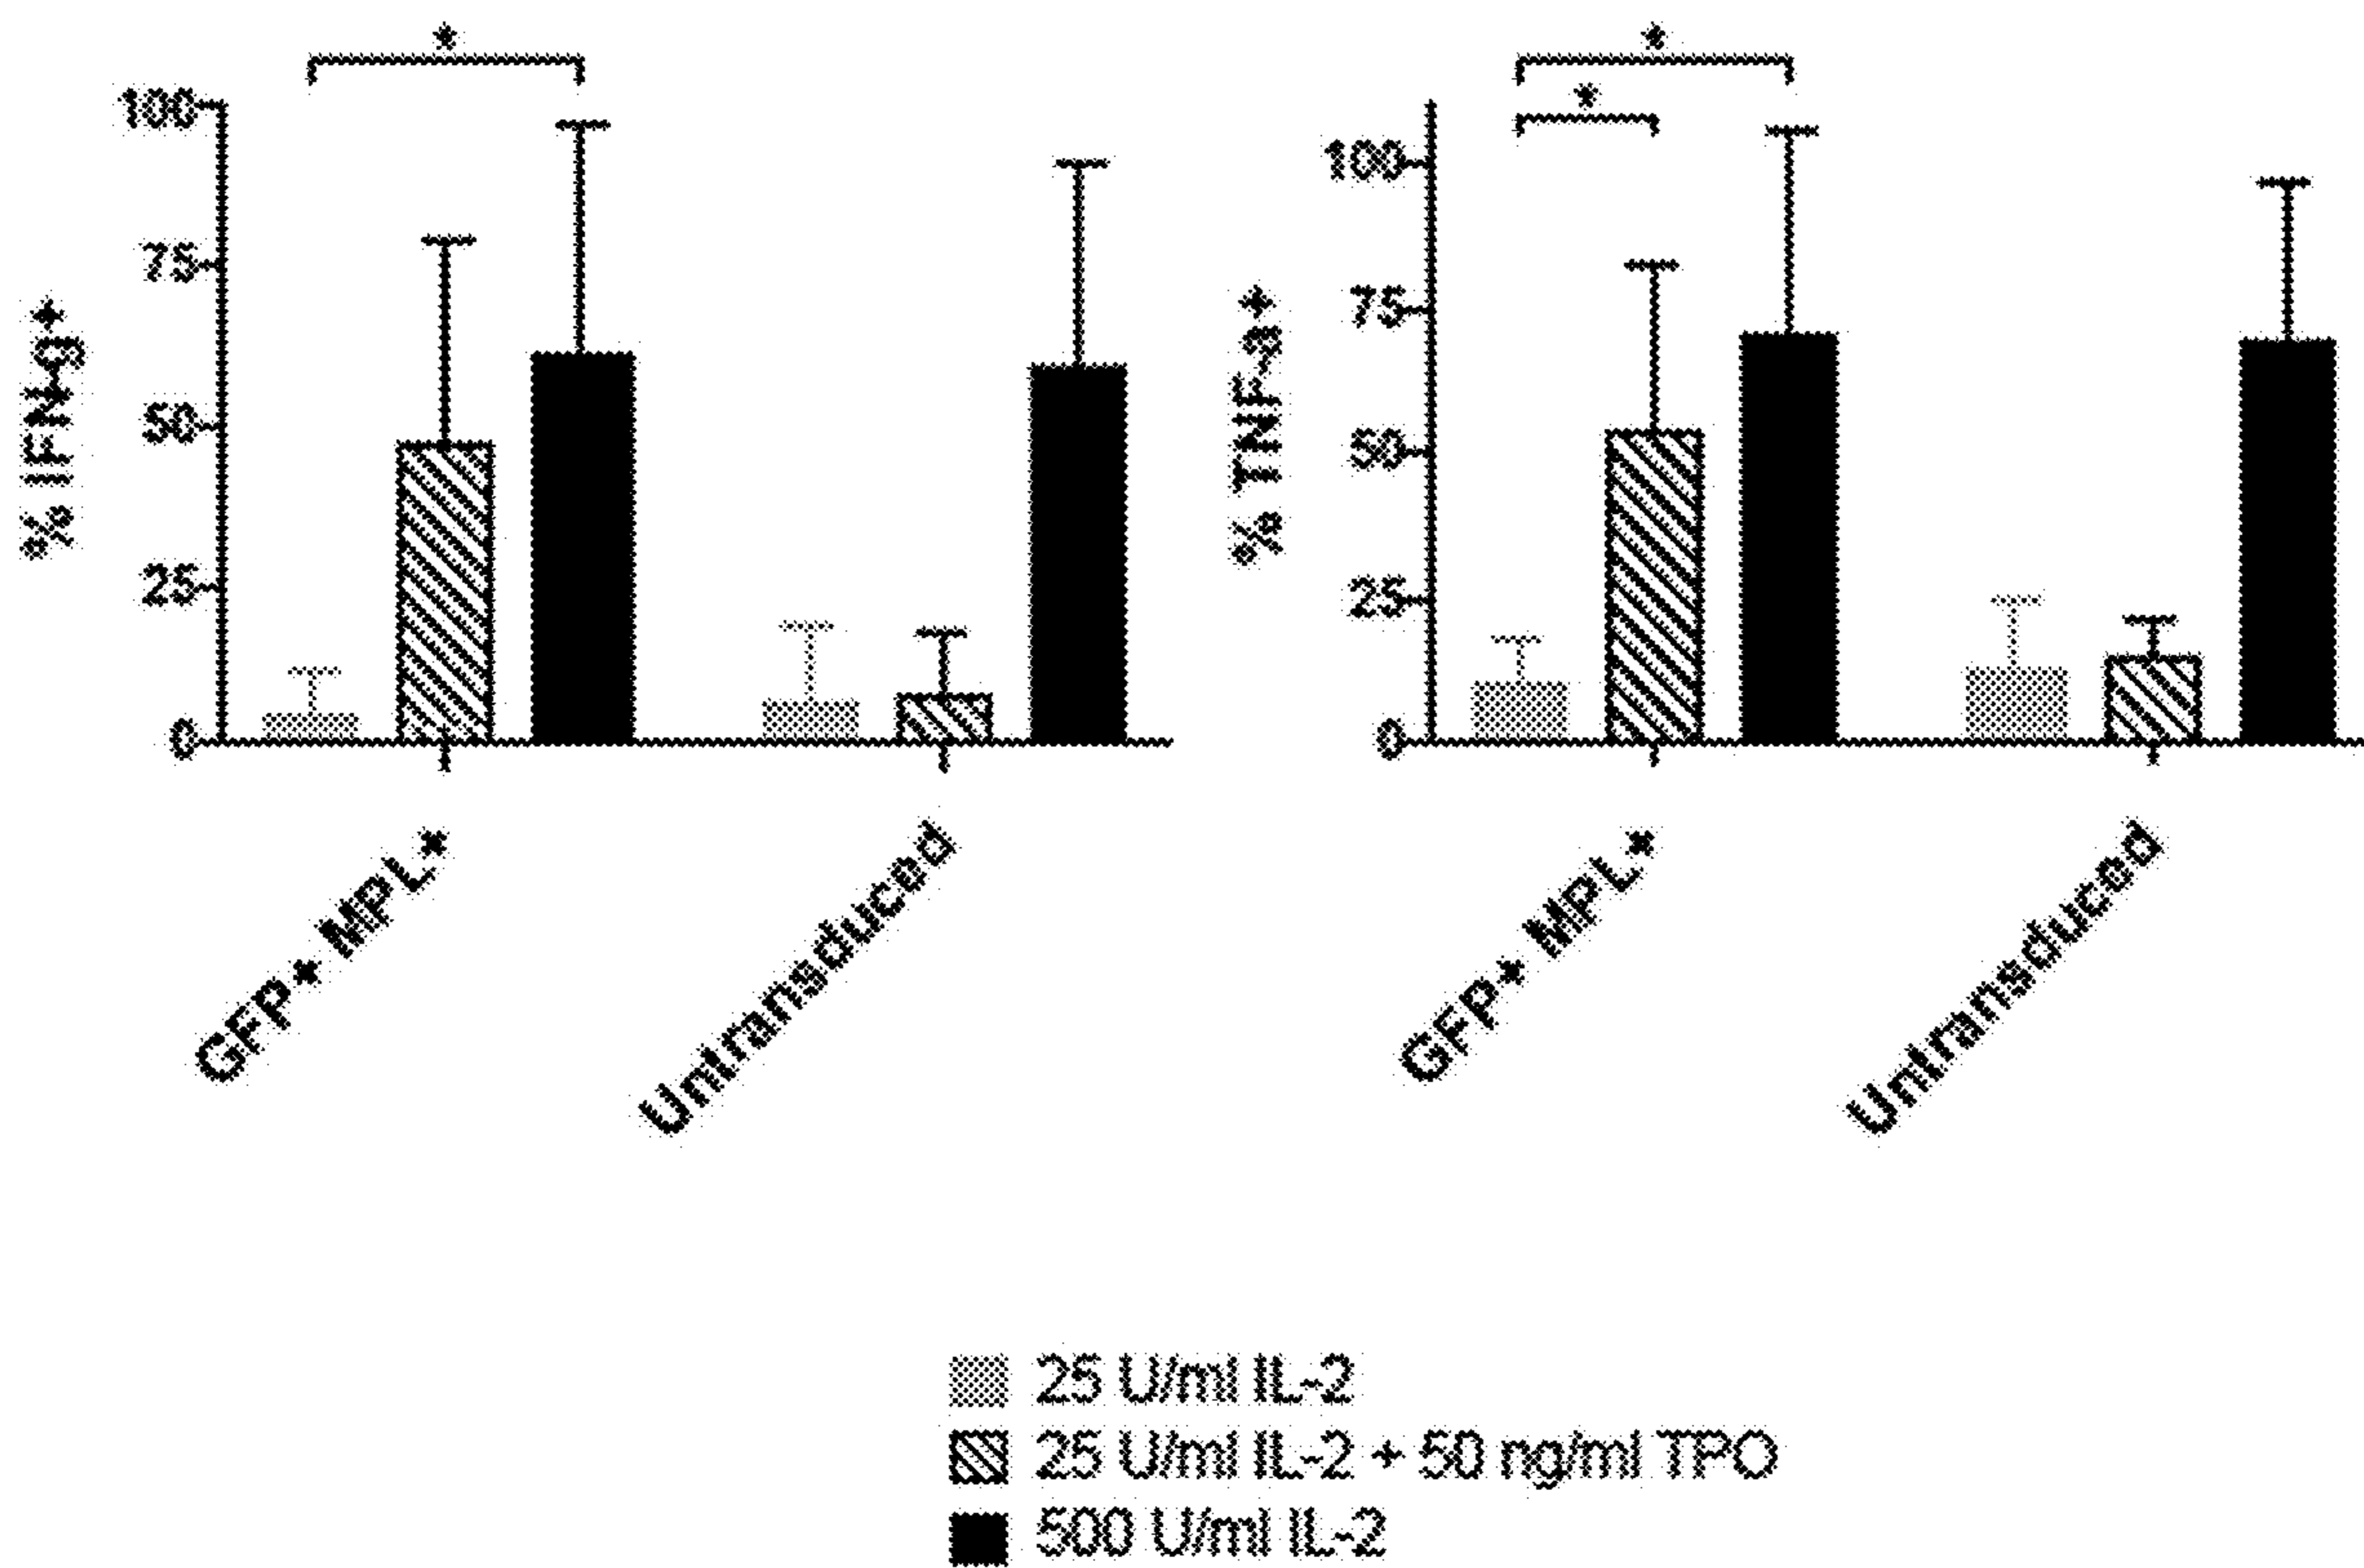 *
100
75
50
25
0
% IFN-g+
GFP+ MPL+
Untransduced
*
*
100
75
50
25
0
% TNF-a+
GFP+ MPL+
Untransduced
25 U/ml IL-2
25 U/ml IL-2 + 50 ng/ml TPO
500 U/ml IL-2